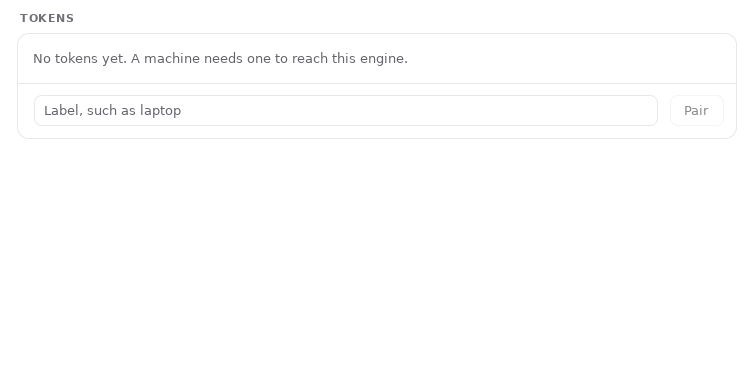 TOKENS
No tokens yet. A machine needs one to reach this engine.
Label, such as laptop
Pair